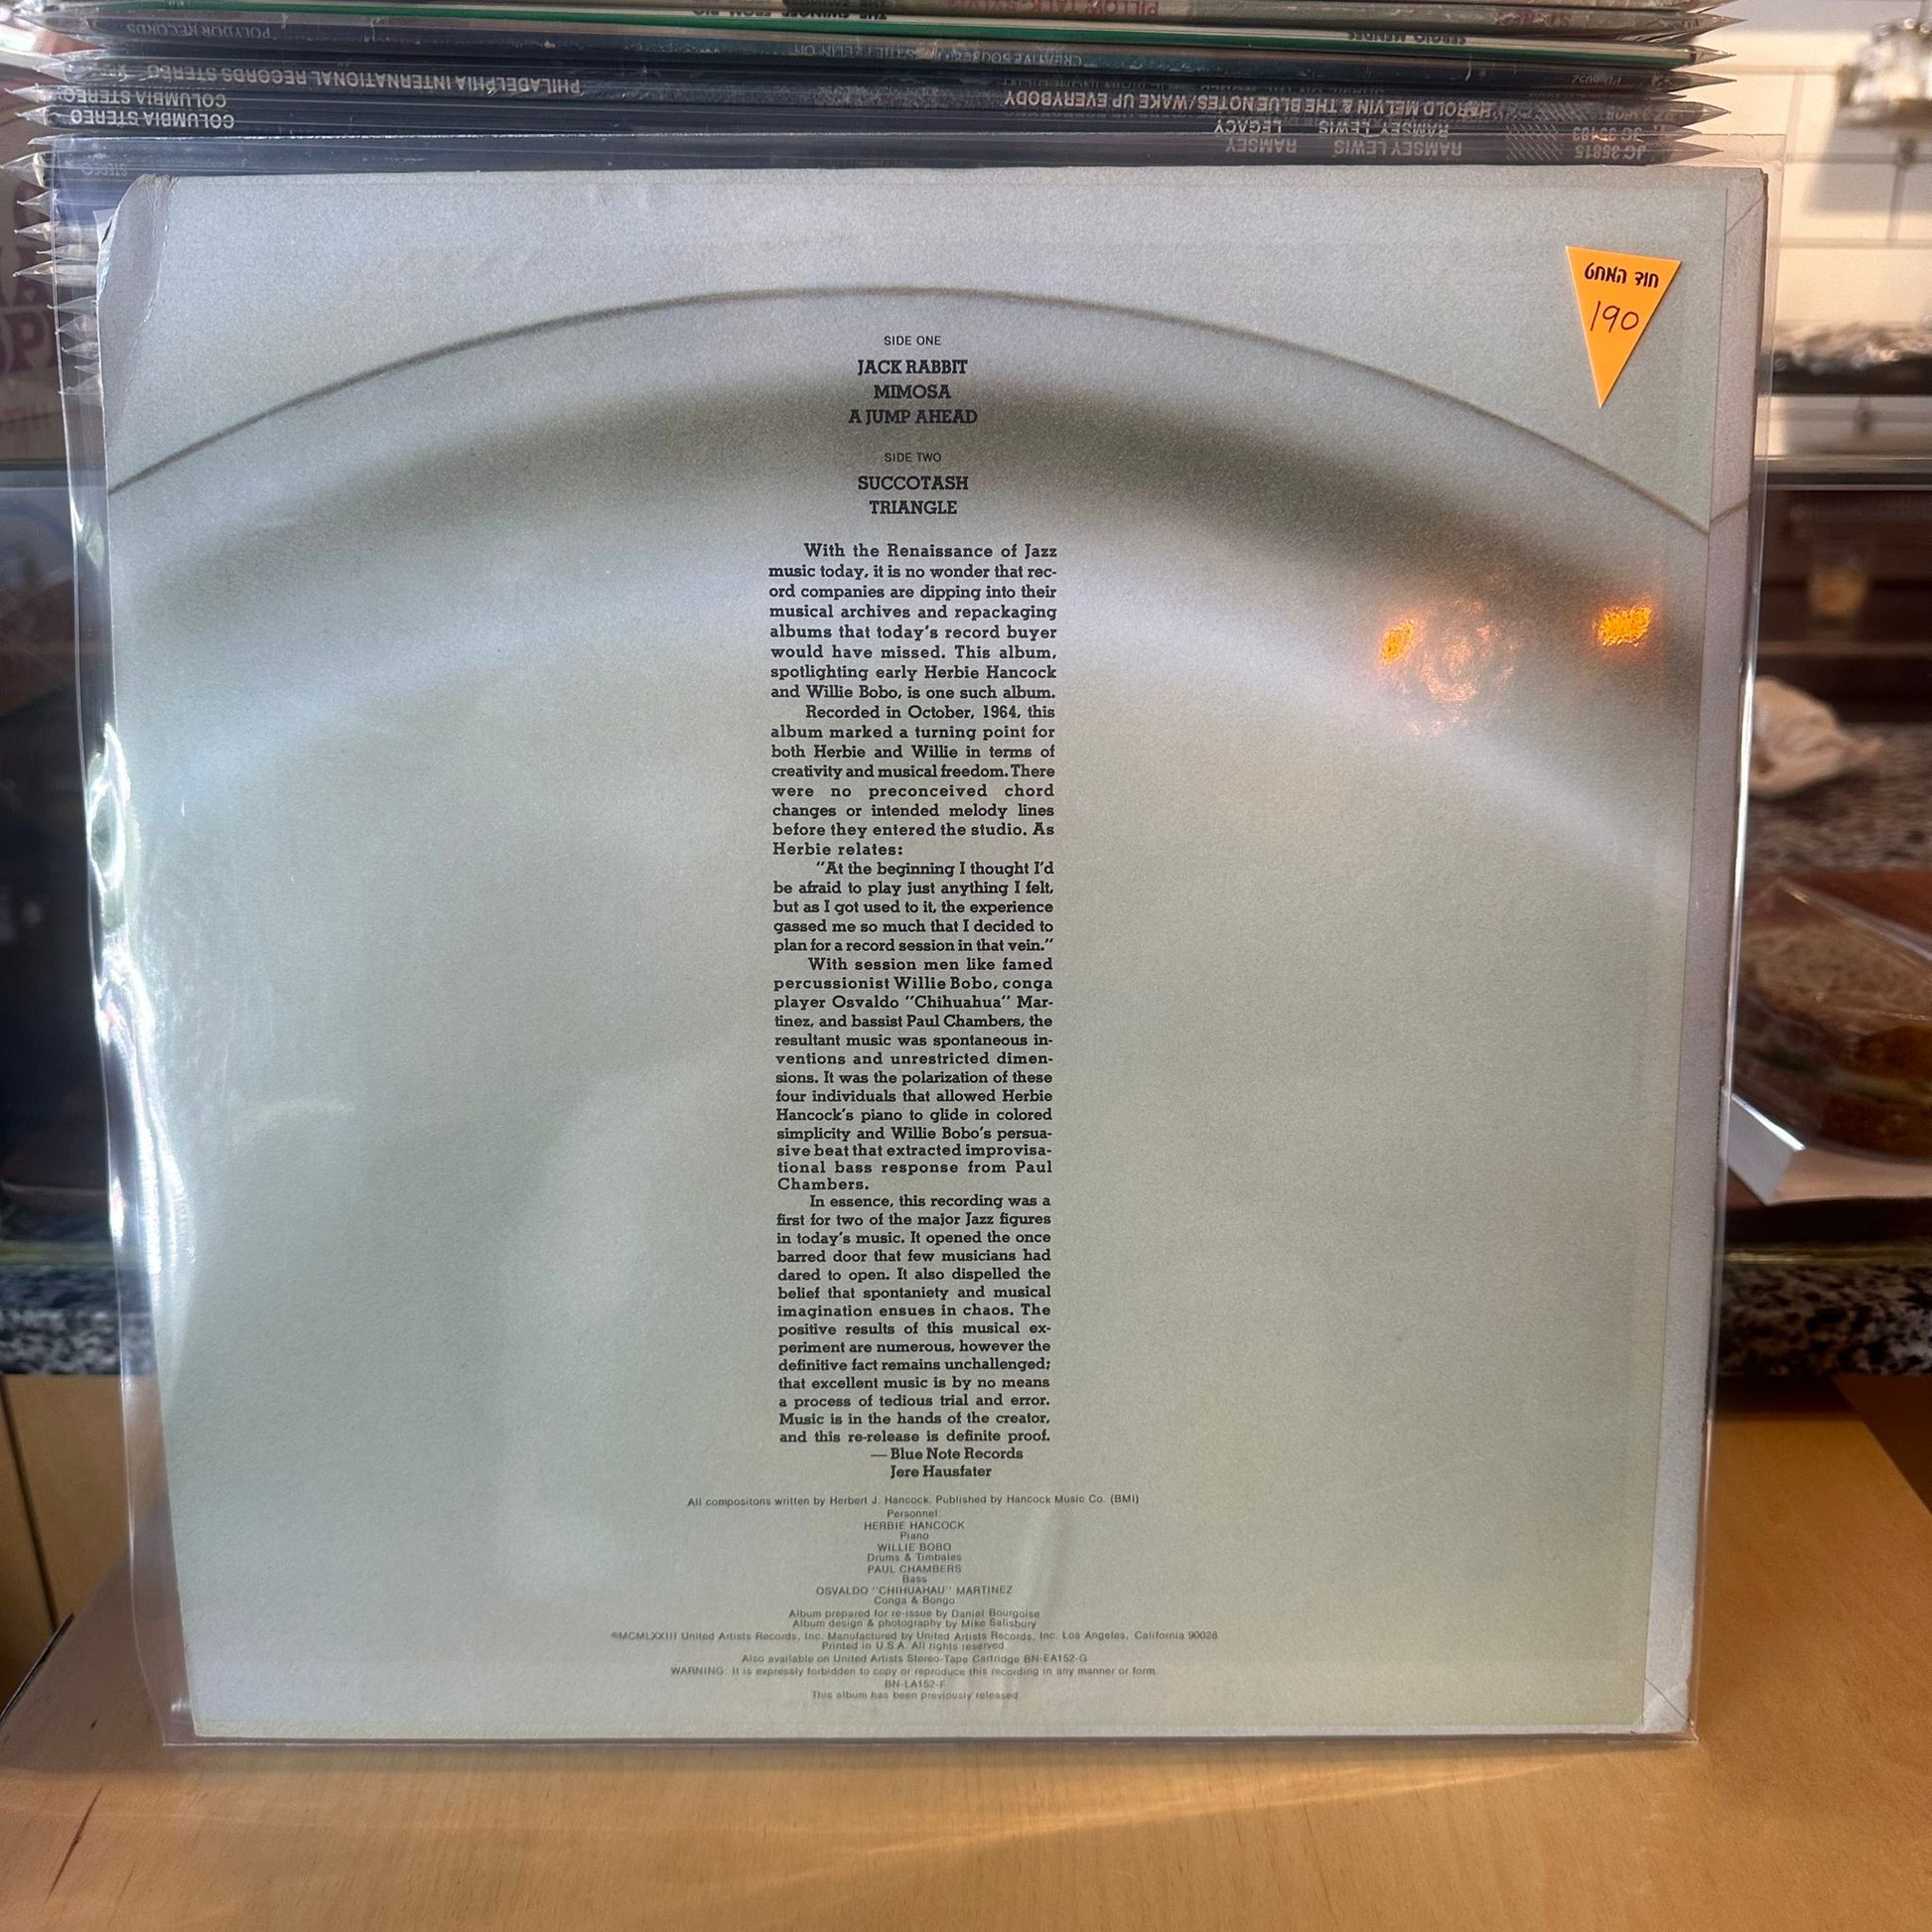 PILLOW TALK
SERGIO MENDES
POLYDOR RECORDS
PHILADELPHIA INTERNATIONAL RECORDS STEREO
HAROLD MELVIN & THE BLUE NOTES/WAKE UP EVERYBODY
COLUMBIA STEREO
COLUMBIA STEREO
RAMSEY LEWIS LEGACY
RAMSEY LEWIS RAMSEY
JC 35815
STEREO
חוד המחט
190
SIDE ONE
JACK RABBIT
MIMOSA
A JUMP AHEAD
SIDE TWO
SUCCOTASH
TRIANGLE
With the Renaissance of Jazz
music today, it is no wonder that rec-
ord companies are dipping into their
musical archives and repackaging
albums that today's record buyer
would have missed. This album,
spotlighting early Herbie Hancock
and Willie Bobo, is one such album.
Recorded in October, 1964, this
album marked a turning point for
both Herbie and Willie in terms of
creativity and musical freedom. There
were no preconceived chord
changes or intended melody lines
before they entered the studio. As
Herbie relates:
"At the beginning I thought I'd
be afraid to play just anything I felt,
but as I got used to it, the experience
gassed me so much that I decided to
plan for a record session in that vein."
With session men like famed
percussionist Willie Bobo, conga
player Osvaldo "Chihuahua" Mar-
tinez, and bassist Paul Chambers, the
resultant music was spontaneous in-
ventions and unrestricted dimen-
sions. It was the polarization of these
four individuals that allowed Herbie
Hancock's piano to glide in colored
simplicity and Willie Bobo's persua-
sive beat that extracted improvisa-
tional bass response from Paul
Chambers.
In essence, this recording was a
first for two of the major Jazz figures
in today's music. It opened the once
barred door that few musicians had
dared to open. It also dispelled the
belief that spontaniety and musical
imagination ensues in chaos. The
positive results of this musical ex-
periment are numerous, however the
definitive fact remains unchallenged;
that excellent music is by no means
a process of tedious trial and error.
Music is in the hands of the creator,
and this re-release is definite proof.
— Blue Note Records
Jere Hausfater
All compositons written by Herbert J. Hancock. Published by Hancock Music Co. (BMI)
Personnel:
HERBIE HANCOCK
Piano
WILLIE BOBO
Drums & Timbales
PAUL CHAMBERS
Bass
OSVALDO "CHIHUAHAU" MARTINEZ
Conga & Bongo
Album prepared for re-issue by Daniel Bourgoise
Album design & photography by Mike Salisbury
©MCMLXXIII United Artists Records, Inc. Manufactured by United Artists Records, Inc. Los Angeles, California 90028
Printed in U.S.A. All rights reserved
Also available on United Artists Stereo-Tape Cartridge BN-EA152-G
WARNING: It is expressly forbidden to copy or reproduce this recording in any manner or form.
BN-LA152-F
This album has been previously released